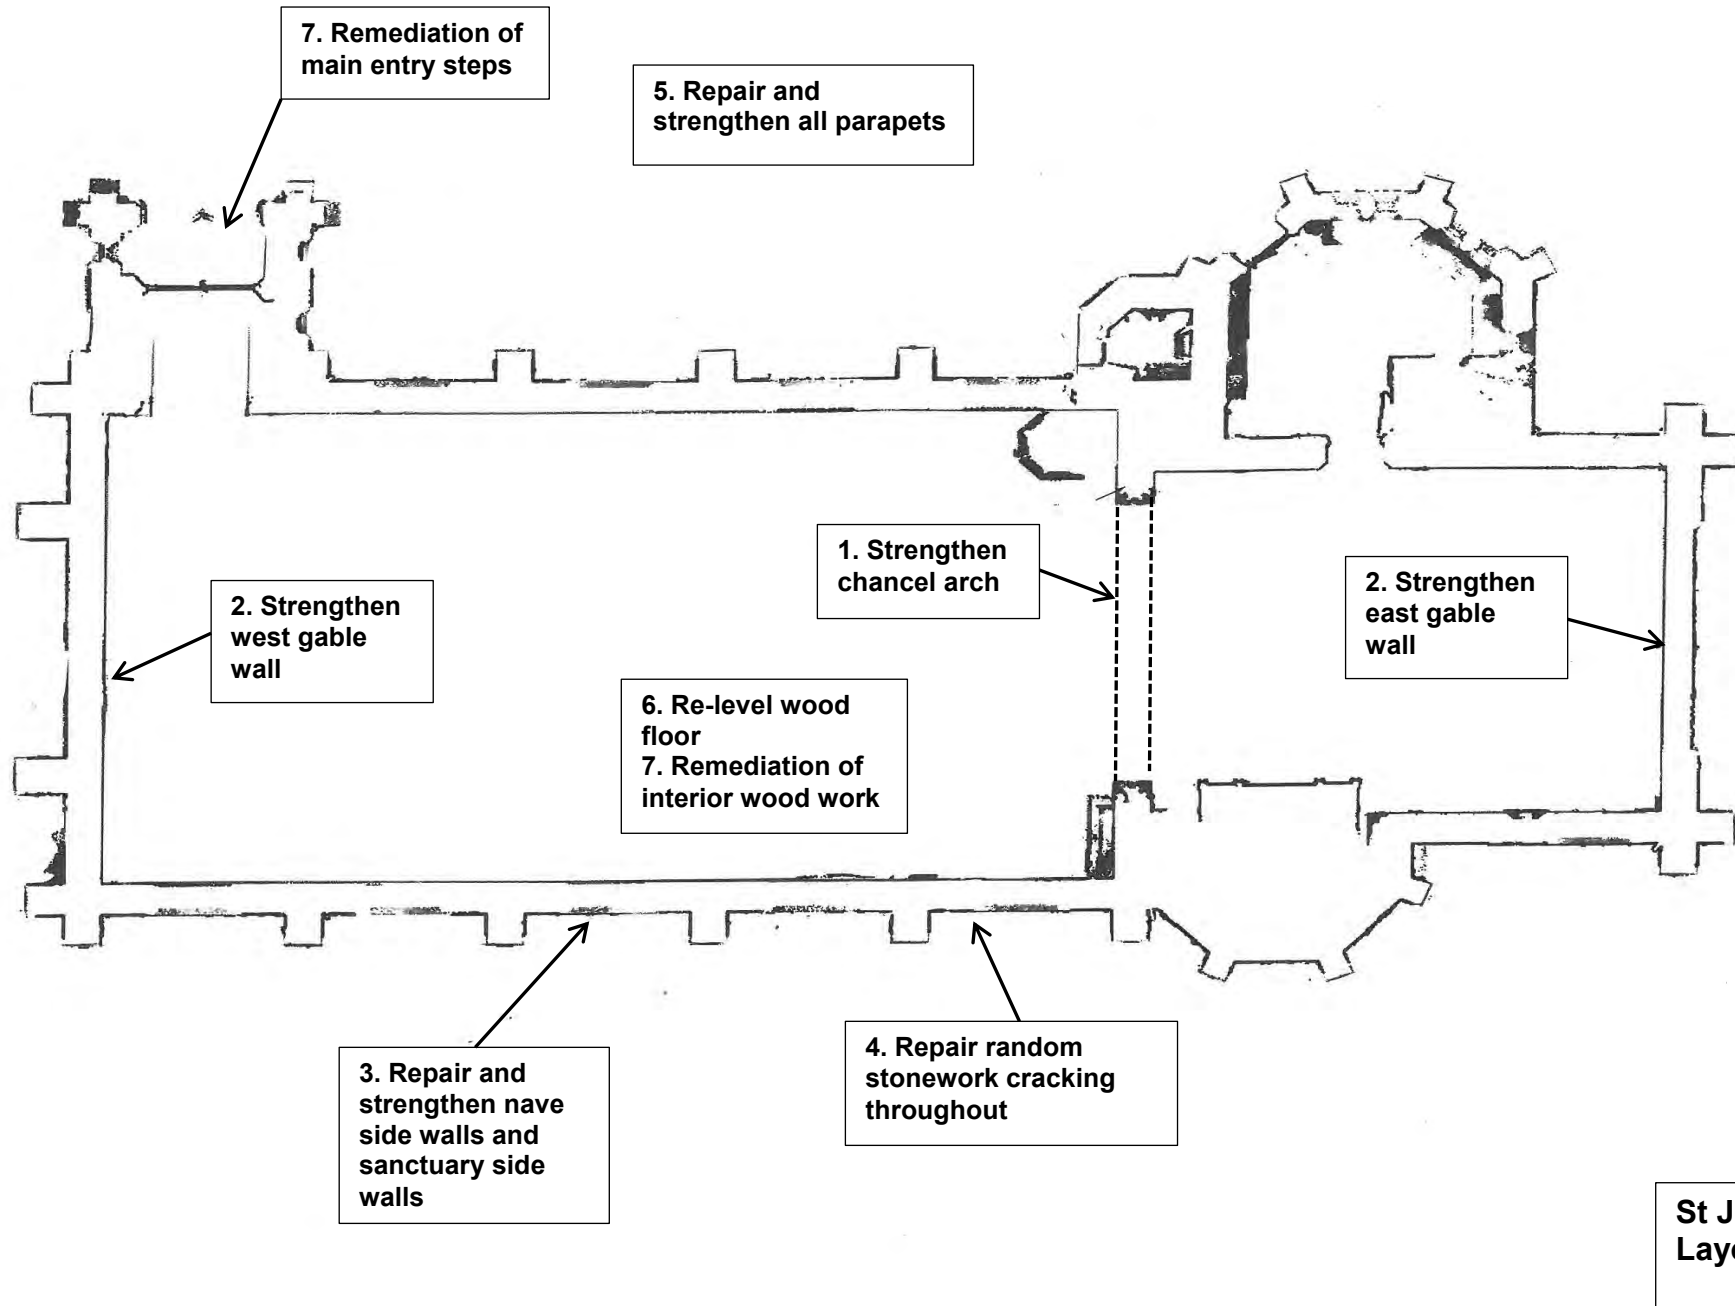 7. Remediation of
main entry steps
5. Repair and
strengthen all parapets
1. Strengthen
chancel arch
2. Strengthen
west gable
wall
2. Strengthen
east gable
wall
6. Re-level wood
floor
7. Remediation of
interior wood work
3. Repair and
strengthen nave
side walls and
sanctuary side
walls
4. Repair random
stonework cracking
throughout
St J
Lay